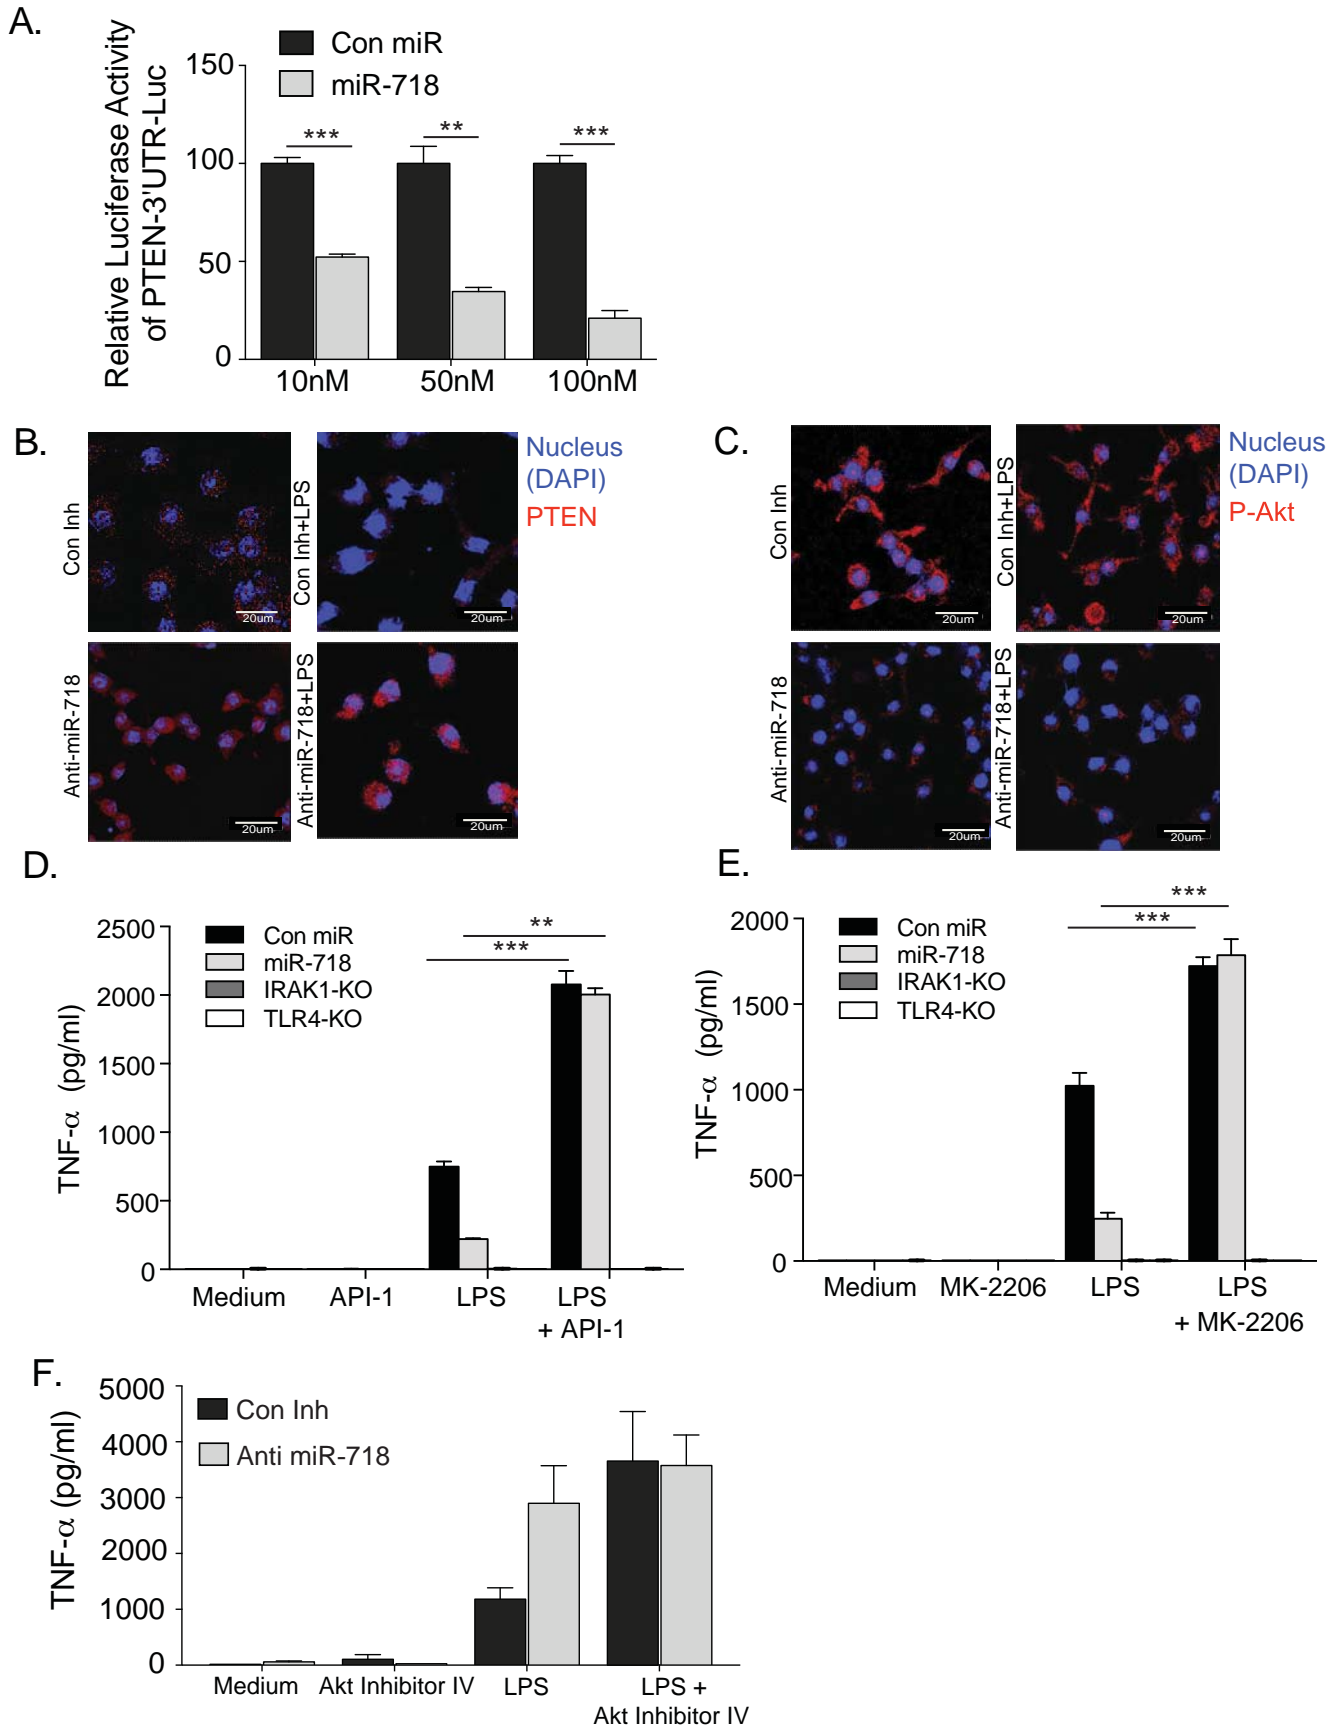 A.
Relative Luciferase Activity
of PTEN-3'UTR-Luc
Con miR
miR-718
150
100
50
0
***
**
***
10nM
50nM
100nM
B.
Con Inh
Con Inh+LPS
Anti-miR-718
Anti-miR-718+LPS
20um
20um
20um
20um
Nucleus
(DAPI)
PTEN
C.
Con Inh
Con Inh+LPS
Anti-miR-718
Anti-miR-718+LPS
20um
20um
20um
20um
Nucleus
(DAPI)
P-Akt
D.
TNF-α (pg/ml)
2500
2000
1500
1000
500
0
Con miR
miR-718
IRAK1-KO
TLR4-KO
**
***
Medium
API-1
LPS
LPS
+ API-1
E.
TNF-α (pg/ml)
2000
1500
1000
500
0
Con miR
miR-718
IRAK1-KO
TLR4-KO
***
***
Medium
MK-2206
LPS
LPS
+ MK-2206
F.
TNF-α (pg/ml)
5000
4000
3000
2000
1000
0
Con Inh
Anti miR-718
Medium
Akt Inhibitor IV
LPS
LPS +
Akt Inhibitor IV